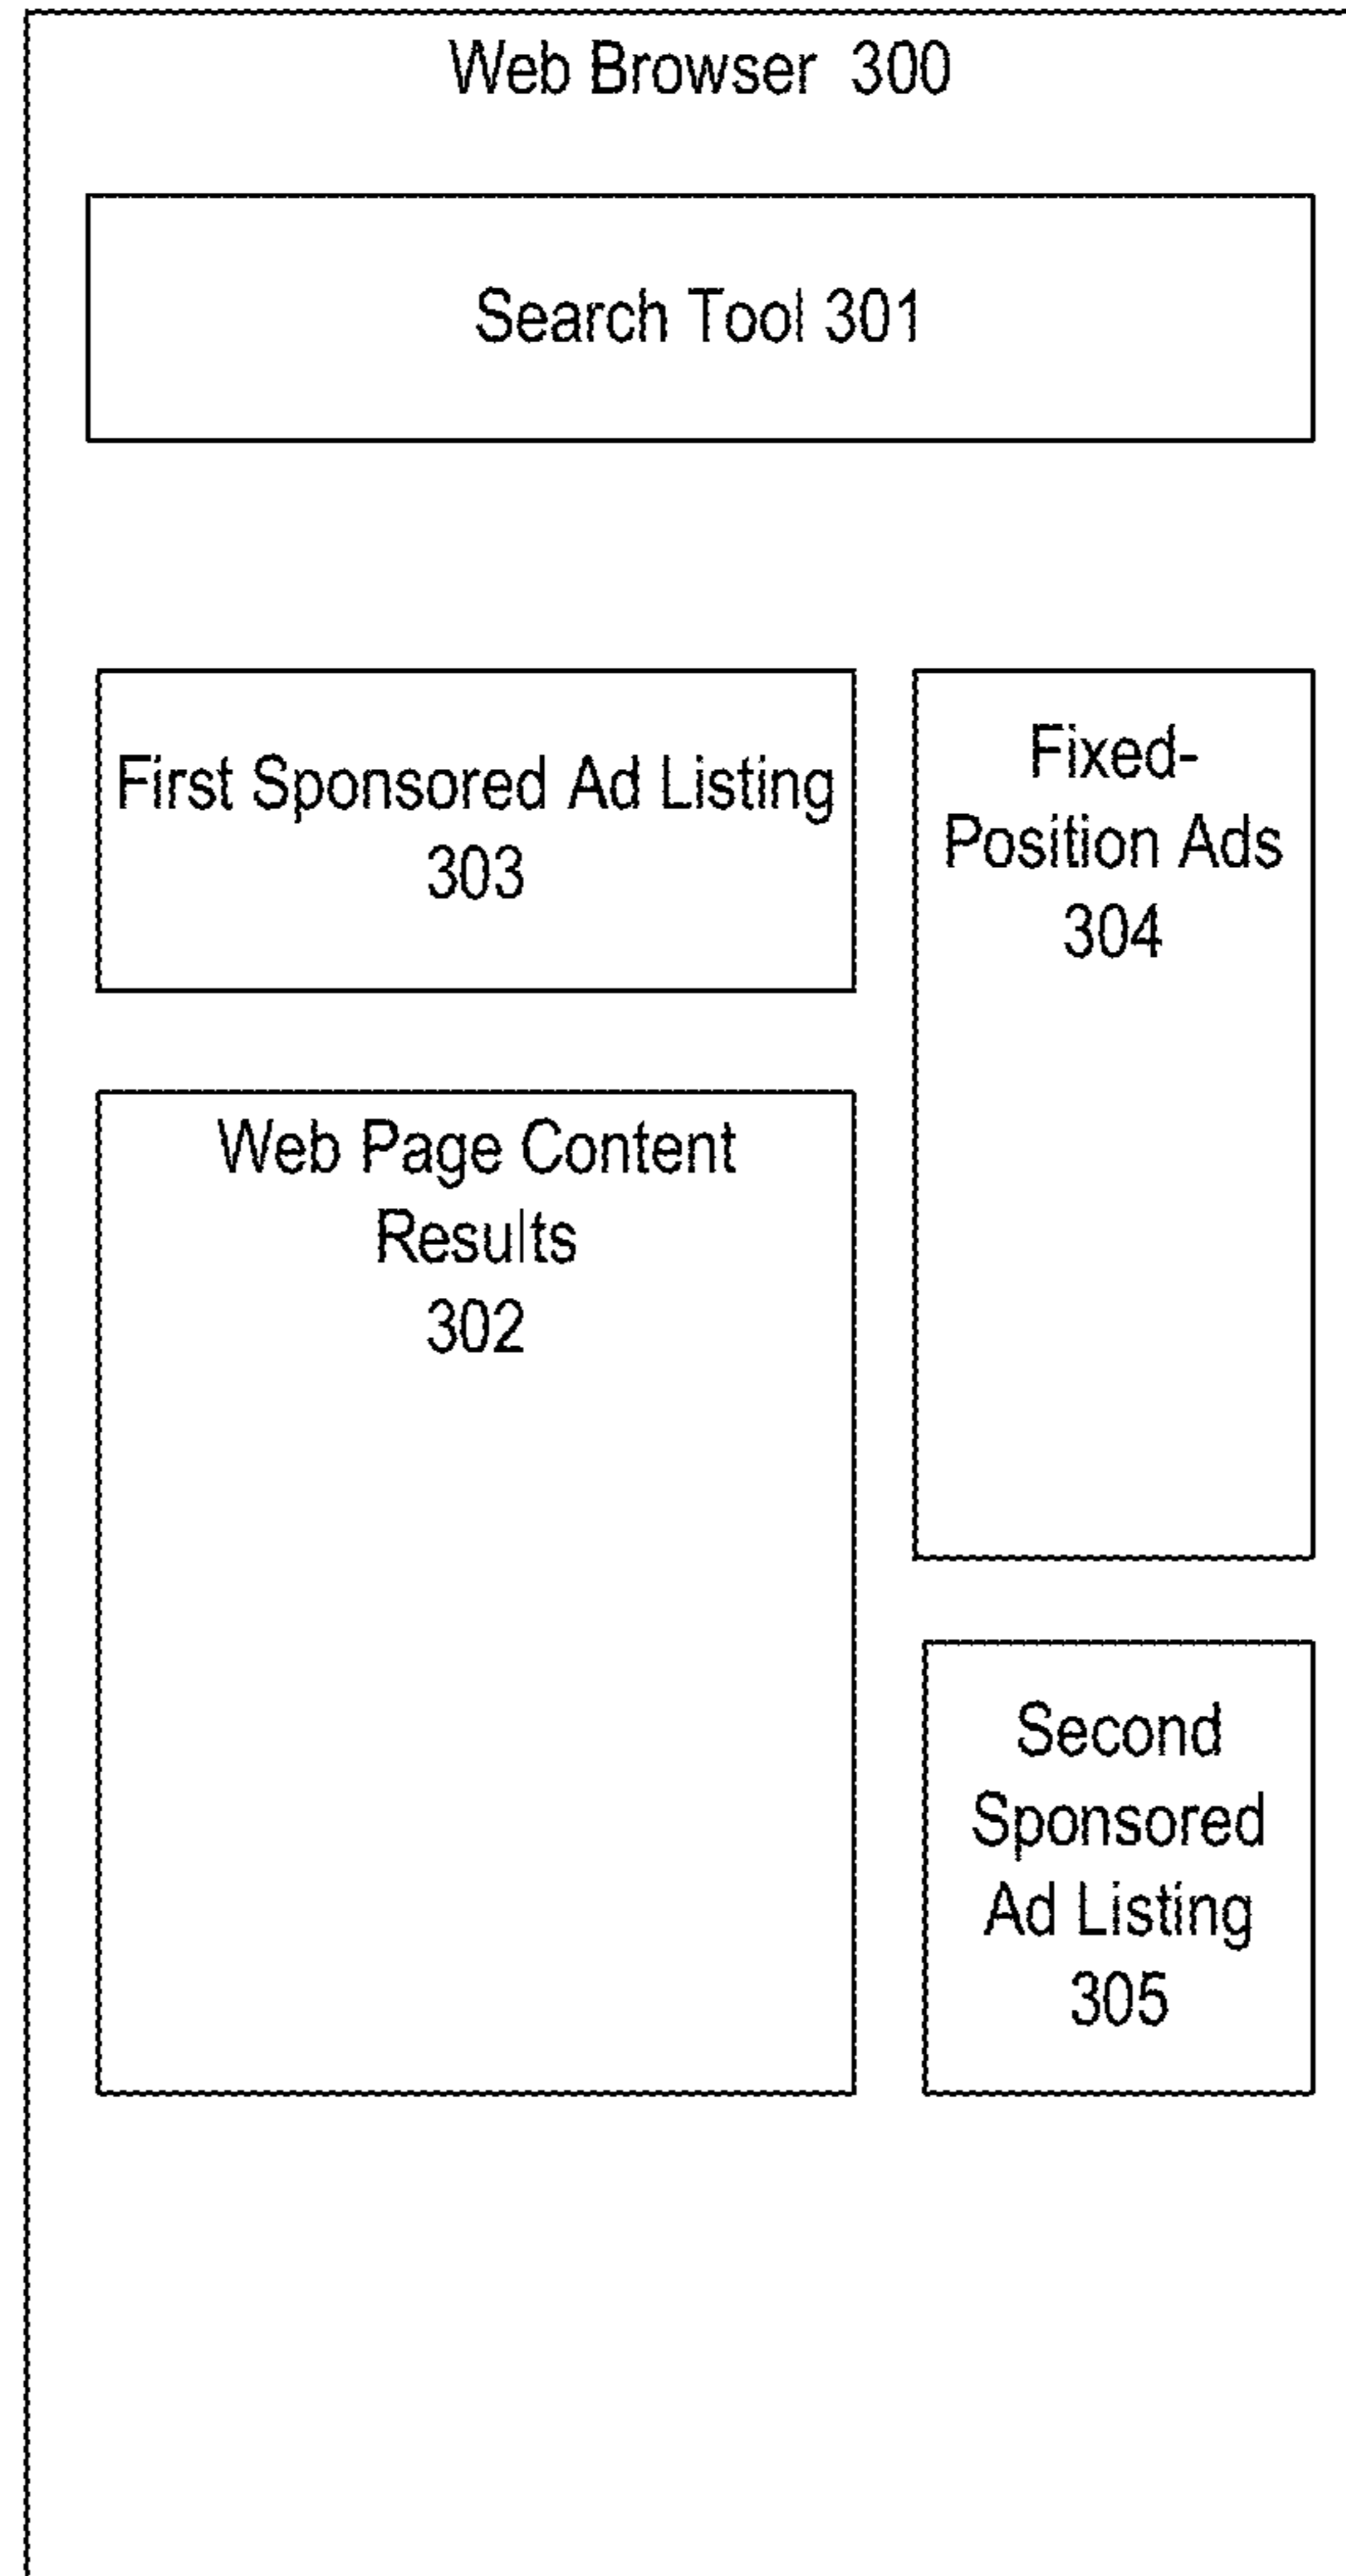 Web Browser 300
Search Tool 301
First Sponsored Ad Listing
303
Fixed-
Position Ads
304
Web Page Content
Results
302
Second
Sponsored
Ad Listing
305